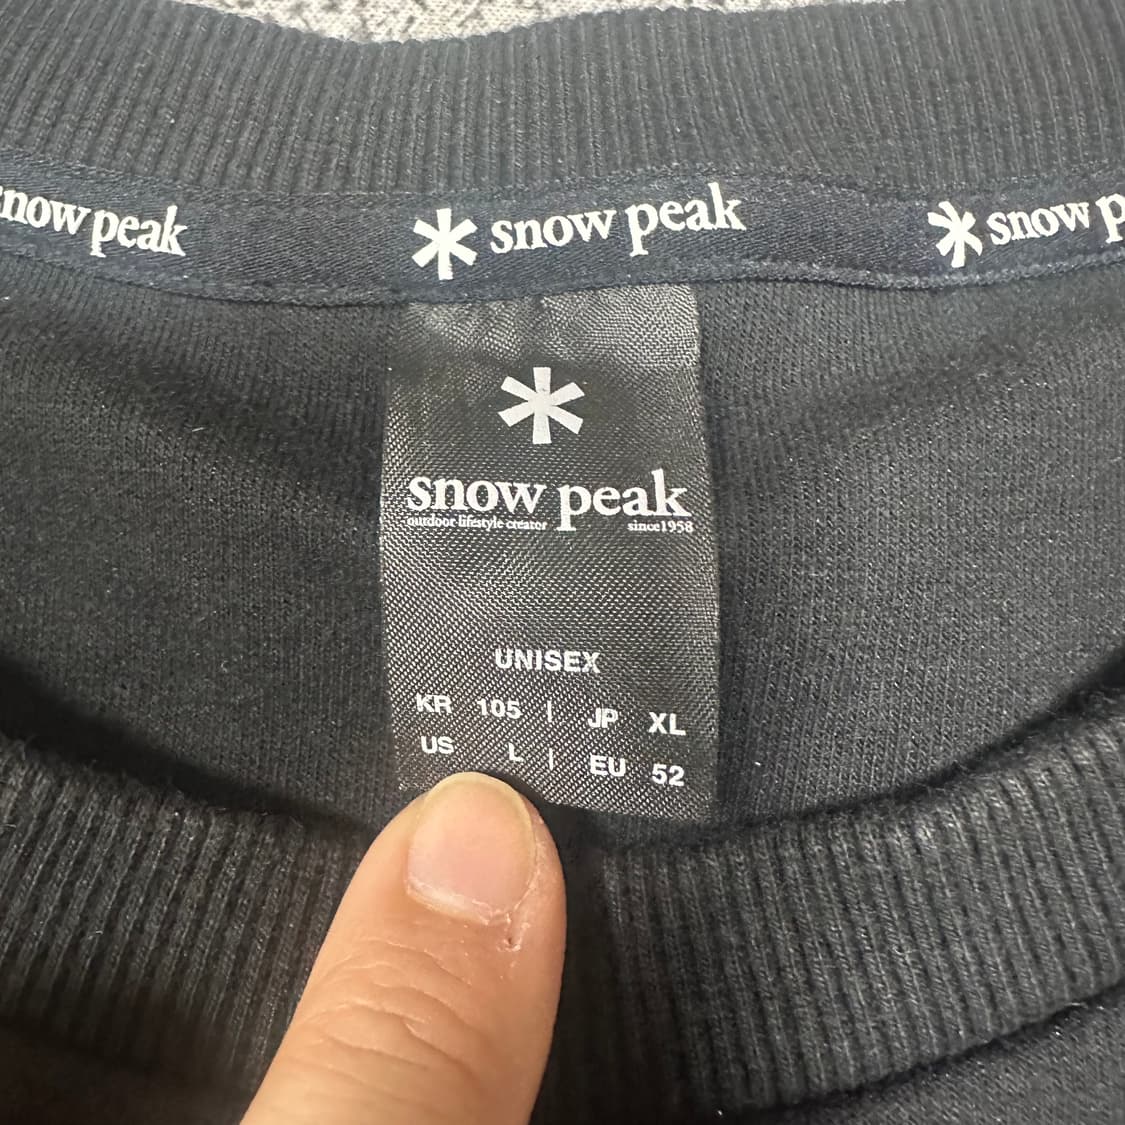 snow peak snow peak snow p
snow peak
outdoor lifestyle creator since1958
UNISEX
KR 105 | JP XL
US L | EU 52